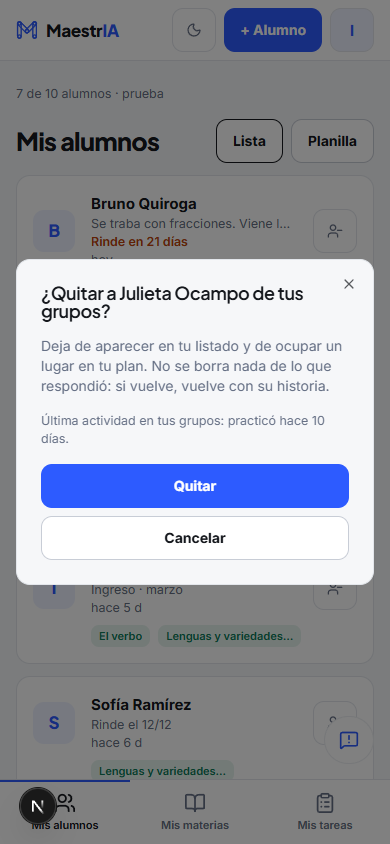 MaestrIA
+ Alumno
I
7 de 10 alumnos · prueba
Mis alumnos
Lista
Planilla
B
Bruno Quiroga
Se traba con fracciones. Viene l...
Rinde en 21 días
hoy
¿Quitar a Julieta Ocampo de tus
grupos?
Deja de aparecer en tu listado y de ocupar un
lugar en tu plan. No se borra nada de lo que
respondió: si vuelve, vuelve con su historia.
Última actividad en tus grupos: practicó hace 10
días.
Quitar
Cancelar
Ingreso · marzo
hace 5 d
El verbo
Lenguas y variedades...
S
Sofía Ramírez
Rinde el 12/12
hace 6 d
Lenguas y variedades...
N
Mis alumnos
Mis materias
Mis tareas